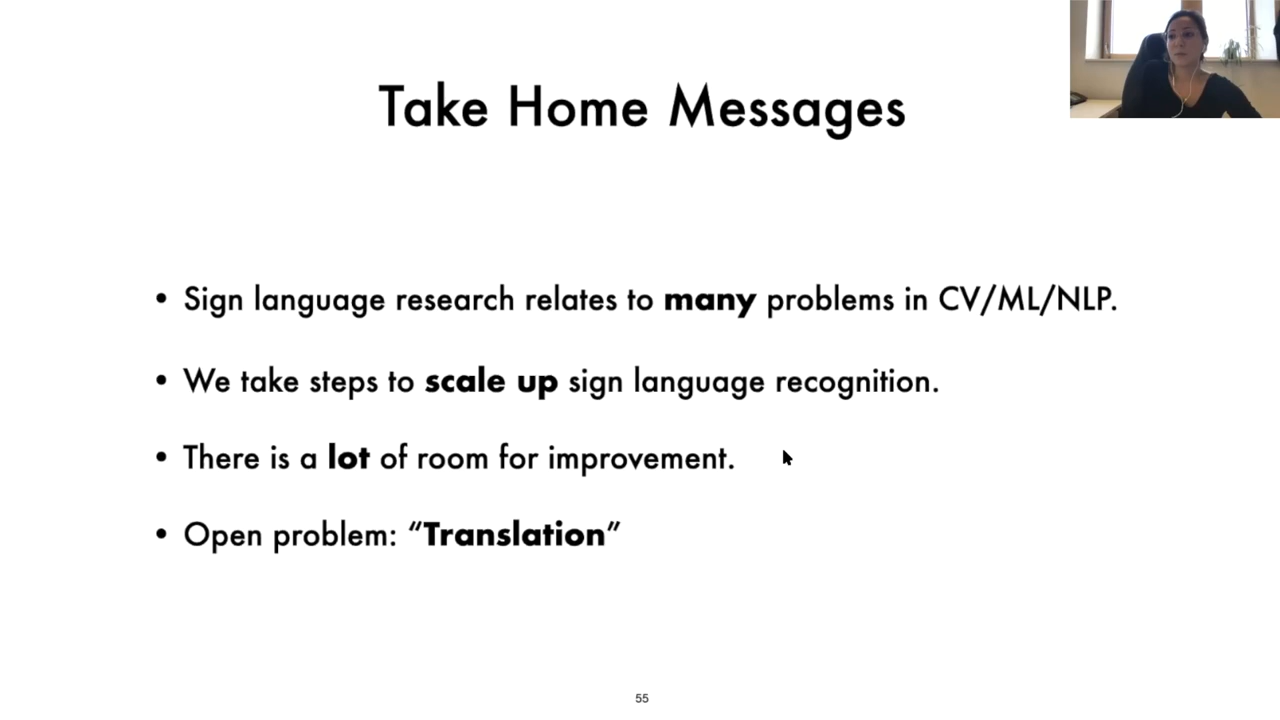 Take Home Messages
• Sign language research relates to many problems in CV/ML/NLP.
• We take steps to scale up sign language recognition.
• There is a lot of room for improvement.
• Open problem: “Translation”
55